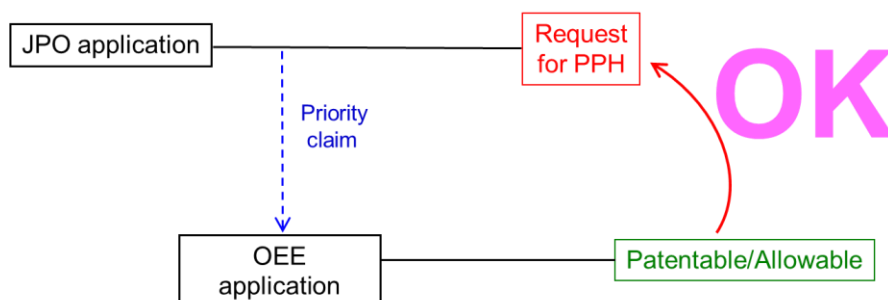 JPO application
Request
for PPH
OK
Priority
claim
OEE
application
Patentable/Allowable